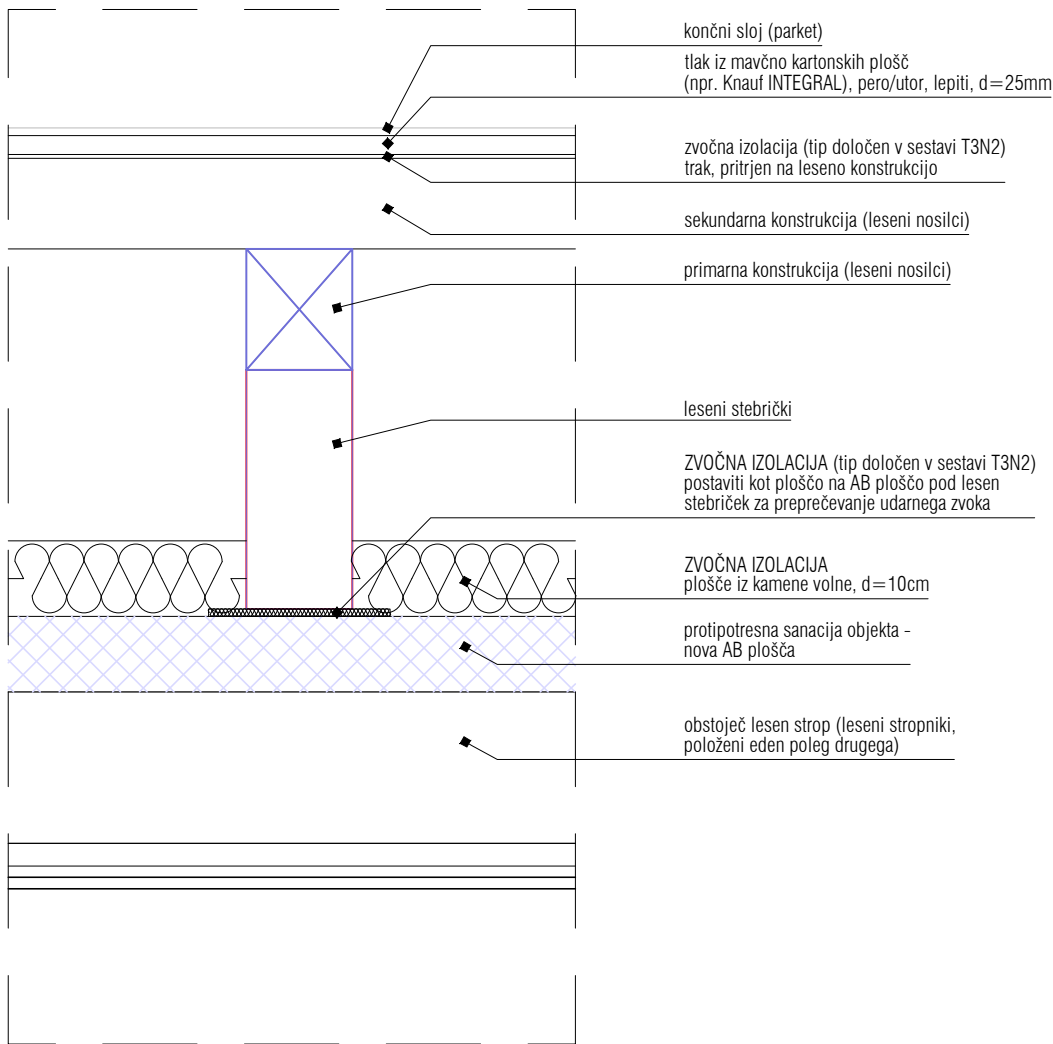 končni sloj (parket)
tlak iz mavčno kartonskih plošč
(npr. Knauf INTEGRAL), pero/utor, lepiti, d=25mm
zvočna izolacija (tip določen v sestavi T3N2)
trak, pritrjen na leseno konstrukcijo
sekundarna konstrukcija (leseni nosilci)
primarna konstrukcija (leseni nosilci)
leseni stebrički
ZVOČNA IZOLACIJA (tip določen v sestavi T3N2)
postaviti kot ploščo na AB ploščo pod lesen
stebriček za preprečevanje udarnega zvoka
ZVOČNA IZOLACIJA
plošče iz kamene volne, d=10cm
protipotresna sanacija objekta -
nova AB plošča
obstoječ lesen strop (leseni stropniki,
položeni eden poleg drugega)